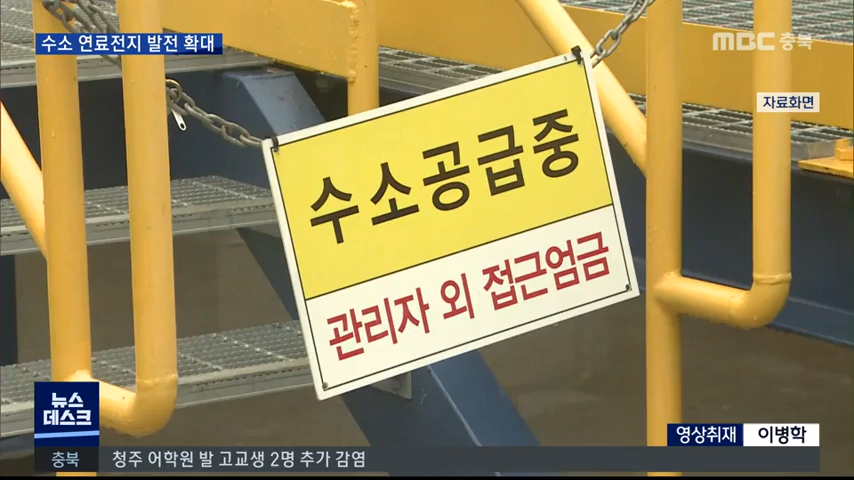 수소 연료전지 발전 확대
MBC 충북
자료화면
수소공급중
관리자 외 접근엄금
뉴스
데스크
영상취재 이병학
충북 청주 어학원 발 고교생 2명 추가 감염